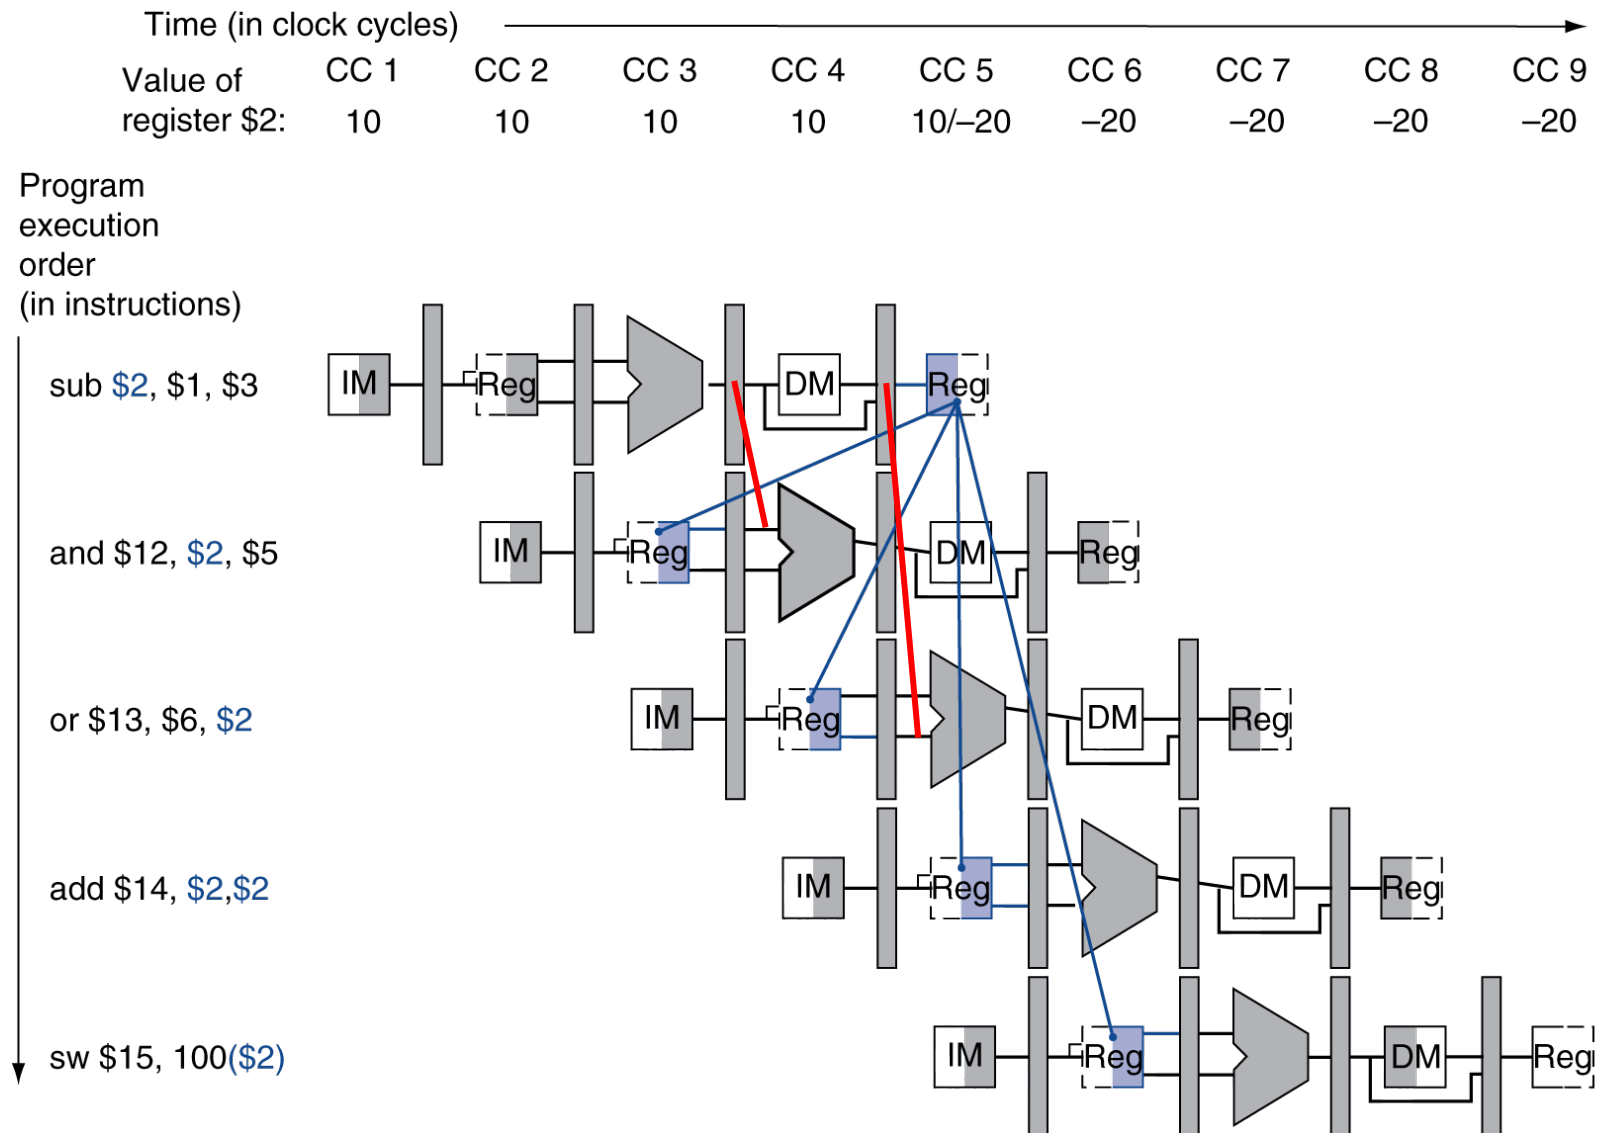 Time (in clock cycles)
CC 1 CC 2 CC 3 CC 4 CC 5 CC 6 CC 7 CC 8 CC 9
Value of
register $2: 10 10 10 10 10/–20 –20 –20 –20 –20
Program
execution
order
(in instructions)
sub $2, $1, $3 IM Reg DM Reg
and $12, $2, $5 IM Reg DM Reg
or $13, $6, $2 IM Reg DM Reg
add $14, $2,$2 IM Reg DM Reg
sw $15, 100($2) IM Reg DM Reg